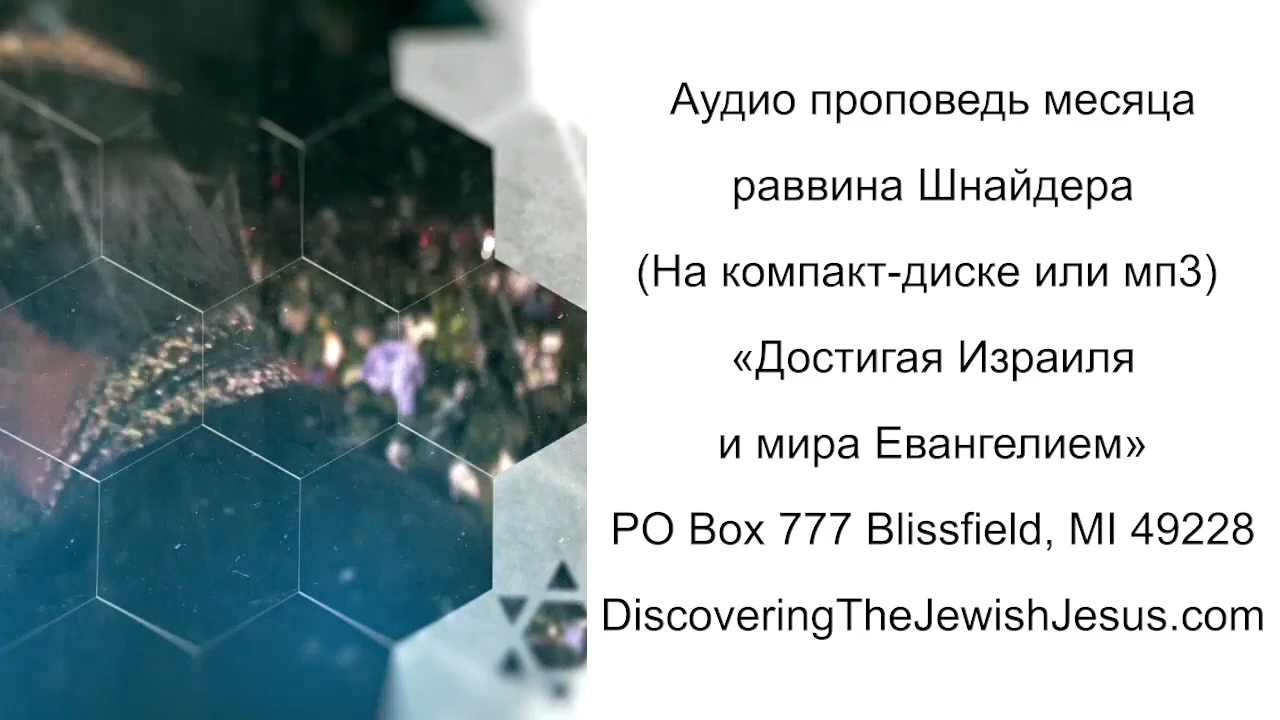 Аудио проповедь месяца
раввина Шнайдера
(На компакт-диске или мп3)
«Достигая Израиля
и мира Евангелием»
PO Box 777 Blissfield, MI 49228
DiscoveringTheJewishJesus.com